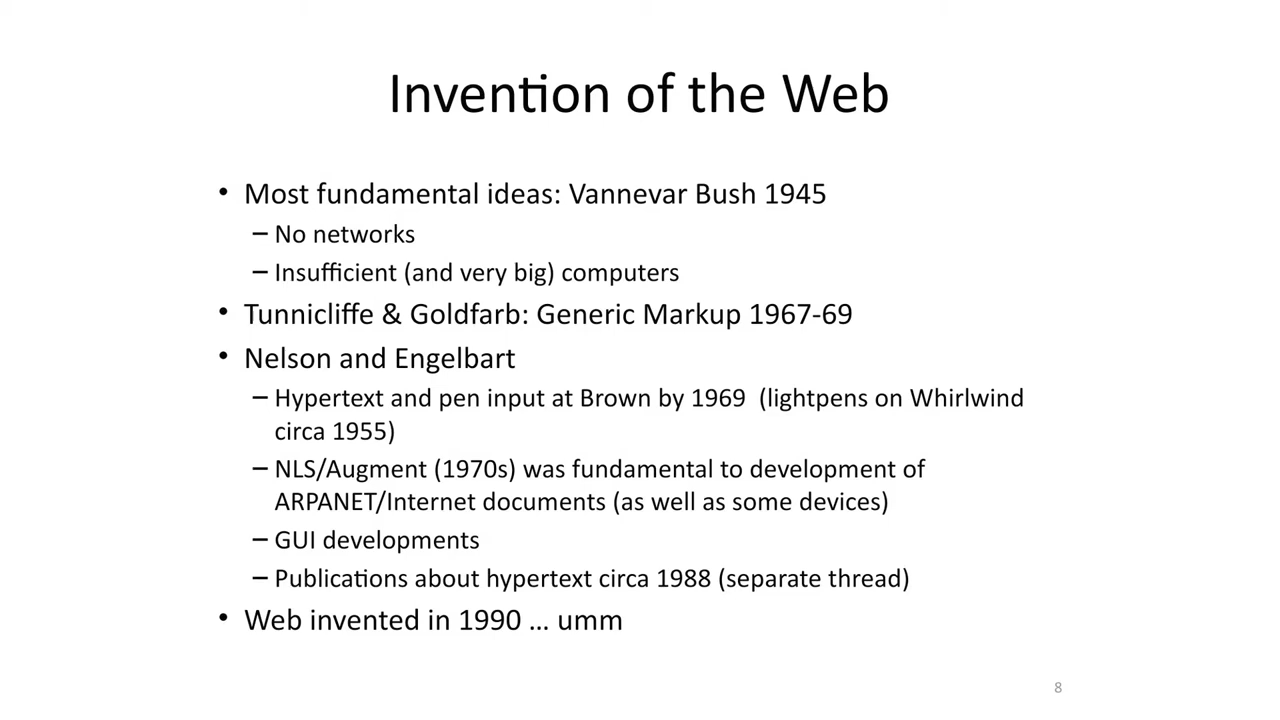 Invention of the Web
• Most fundamental ideas: Vannevar Bush 1945
– No networks
– Insufficient (and very big) computers
• Tunnicliffe & Goldfarb: Generic Markup 1967-69
• Nelson and Engelbart
– Hypertext and pen input at Brown by 1969 (lightpens on Whirlwind
circa 1955)
– NLS/Augment (1970s) was fundamental to development of
ARPANET/Internet documents (as well as some devices)
– GUI developments
– Publications about hypertext circa 1988 (separate thread)
• Web invented in 1990 … umm
8